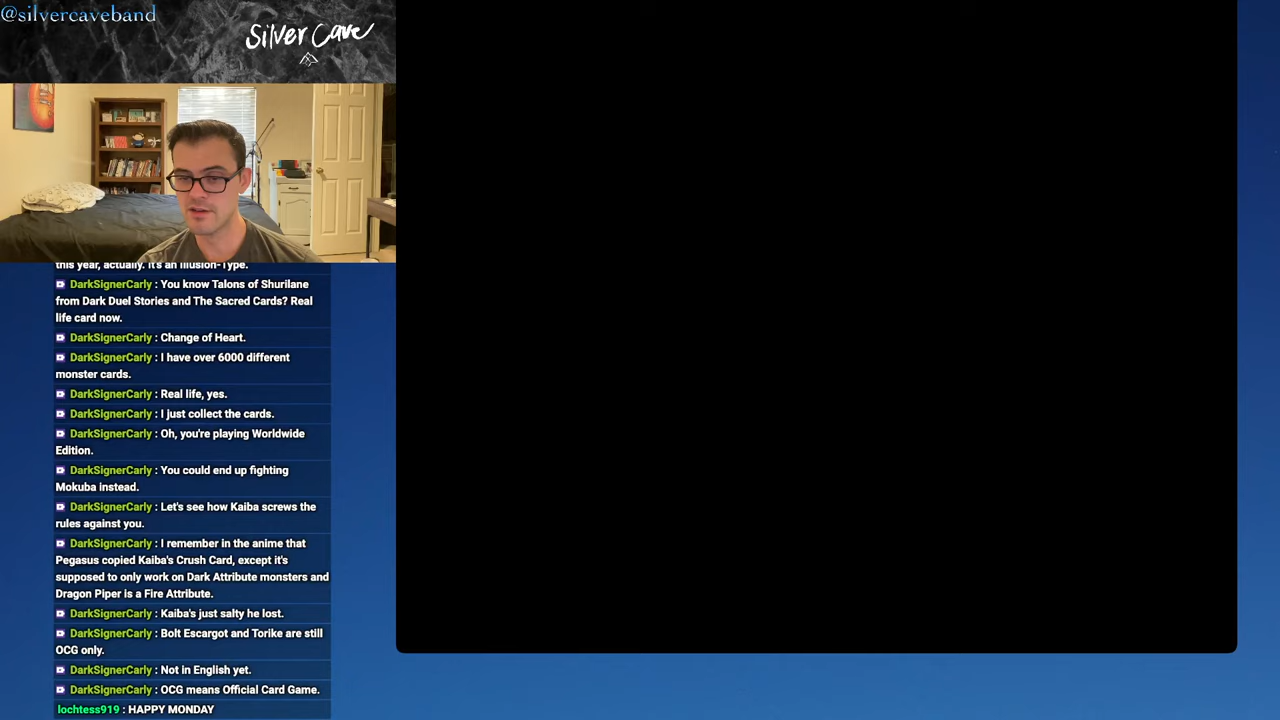 @silvercaveband
Silver Cave
this year, actually. It's an Illusion-Type.
DarkSignerCarly : You know Talons of Shurilane
from Dark Duel Stories and The Sacred Cards? Real
life card now.
DarkSignerCarly : Change of Heart.
DarkSignerCarly : I have over 6000 different
monster cards.
DarkSignerCarly : Real life, yes.
DarkSignerCarly : I just collect the cards.
DarkSignerCarly : Oh, you're playing Worldwide
Edition.
DarkSignerCarly : You could end up fighting
Mokuba instead.
DarkSignerCarly : Let's see how Kaiba screws the
rules against you.
DarkSignerCarly : I remember in the anime that
Pegasus copied Kaiba's Crush Card, except it's
supposed to only work on Dark Attribute monsters and
Dragon Piper is a Fire Attribute.
DarkSignerCarly : Kaiba's just salty he lost.
DarkSignerCarly : Bolt Escargot and Torike are still
OCG only.
DarkSignerCarly : Not in English yet.
DarkSignerCarly : OCG means Official Card Game.
lochtess919 : HAPPY MONDAY